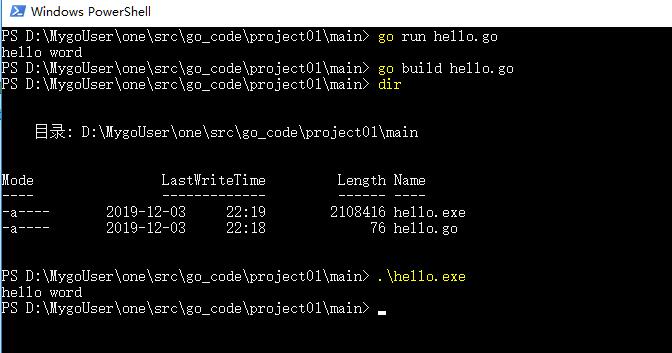 Windows PowerShell
PS D:\MygoUser\one\src\go_code\project01\main> go run hello.go
hello word
PS D:\MygoUser\one\src\go_code\project01\main> go build hello.go
PS D:\MygoUser\one\src\go_code\project01\main> dir
目录: D:\MygoUser\one\src\go_code\project01\main
Mode LastWriteTime Length Name
---- ------------- ------ ----
-a---- 2019-12-03 22:19 2108416 hello.exe
-a---- 2019-12-03 22:18 76 hello.go
PS D:\MygoUser\one\src\go_code\project01\main> .\hello.exe
hello word
PS D:\MygoUser\one\src\go_code\project01\main>